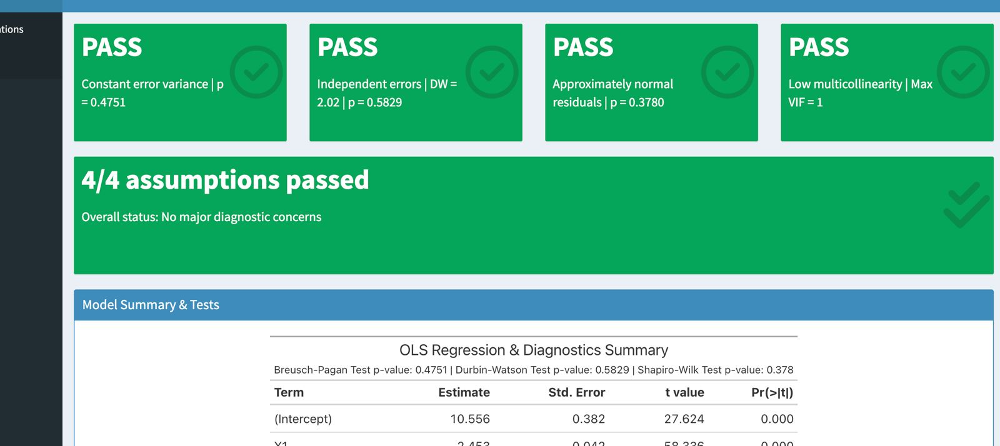 ations
PASS
Constant error variance | p
= 0.4751
PASS
Independent errors | DW =
2.02 | p = 0.5829
PASS
Approximately normal
residuals | p = 0.3780
PASS
Low multicollinearity | Max
VIF = 1
4/4 assumptions passed
Overall status: No major diagnostic concerns
Model Summary & Tests
OLS Regression & Diagnostics Summary
Breusch-Pagan Test p-value: 0.4751 | Durbin-Watson Test p-value: 0.5829 | Shapiro-Wilk Test p-value: 0.378
Term Estimate Std. Error t value Pr(>|t|)
(Intercept) 10.556 0.382 27.624 0.000
X1 2.453 0.042 58.336 0.000